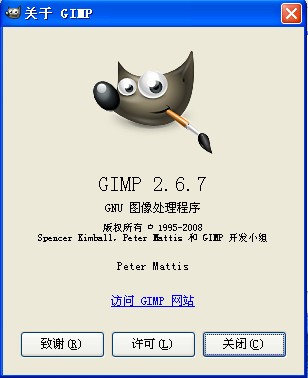 关于 GIMP
GIMP 2.6.7
GNU 图像处理程序
版权所有 © 1995-2008
Spencer Kimball, Peter Mattis 和 GIMP 开发小组
Peter Mattis
访问 GIMP 网站
致谢(R)
许可(L)
关闭(C)